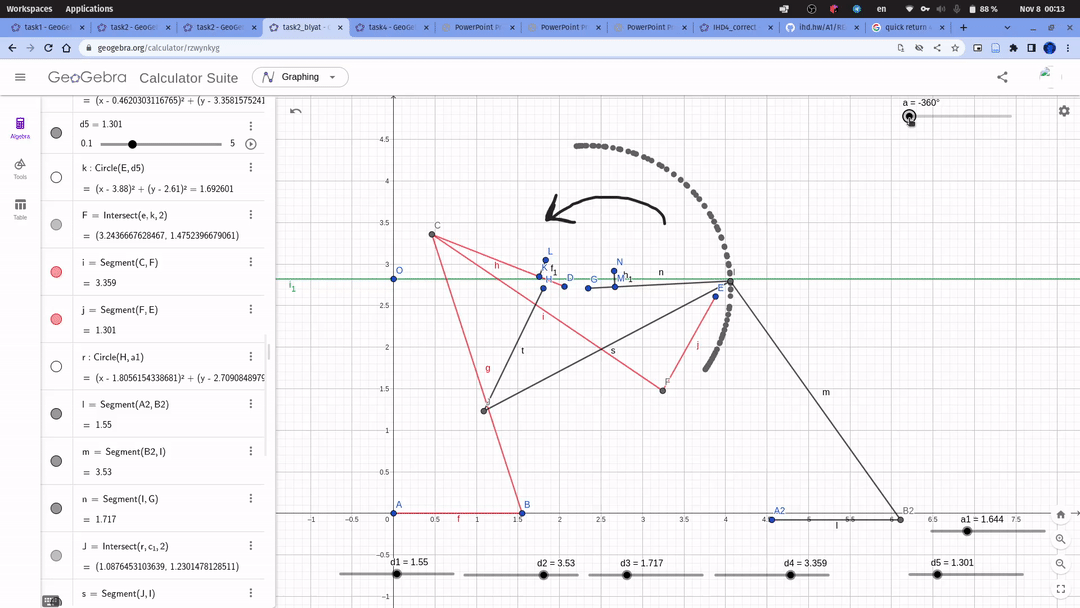 Workspaces Applications
en 88 % Nov 8 00:13
task1 - GeoGe
task2 - GeoGe
task2 - GeoGe
task2_blyat - G
task4 - GeoGe
PowerPoint P
PowerPoint P
PowerPoint P
IHD4_correct
ihd.hw/A1/RE
quick return
geogebra.org/calculator/rzwynkyg
GeoGebra Calculator Suite Graphing
Algebra
Tools
Table
= (x - 0.4620303116765)² + (y - 3.3581575241
d5 = 1.301
0.1 5
k : Circle(E, d5)
= (x - 3.88)² + (y - 2.61)² = 1.692601
F = Intersect(e, k, 2)
= (3.2436667628467, 1.4752396679061)
i = Segment(C, F)
= 3.359
j = Segment(F, E)
= 1.301
r : Circle(H, a1)
= (x - 1.8056154338681)² + (y - 2.7090848979
l = Segment(A2, B2)
= 1.55
m = Segment(B2, I)
= 3.53
n = Segment(I, G)
= 1.717
J = Intersect(r, c₁, 2)
= (1.0876453103639, 1.2301478128511)
s = Segment(J, I)
a = -360°
4.5
4
3.5
3
2.5
2
1.5
1
0.5
−0.5
−1
−1 −0.5 0 0.5 1 1.5 2 2.5 3 3.5 4 5 5.5 6 6.5 7 7.5
C
h
L
K f₁
H
D
G
N
M
n
I
E
O
i₁
i
t
s
j
g
F
J
m
A
f
B
A2
l
B2
a1 = 1.644
d1 = 1.55
d2 = 3.53
d3 = 1.717
d4 = 3.359
d5 = 1.301